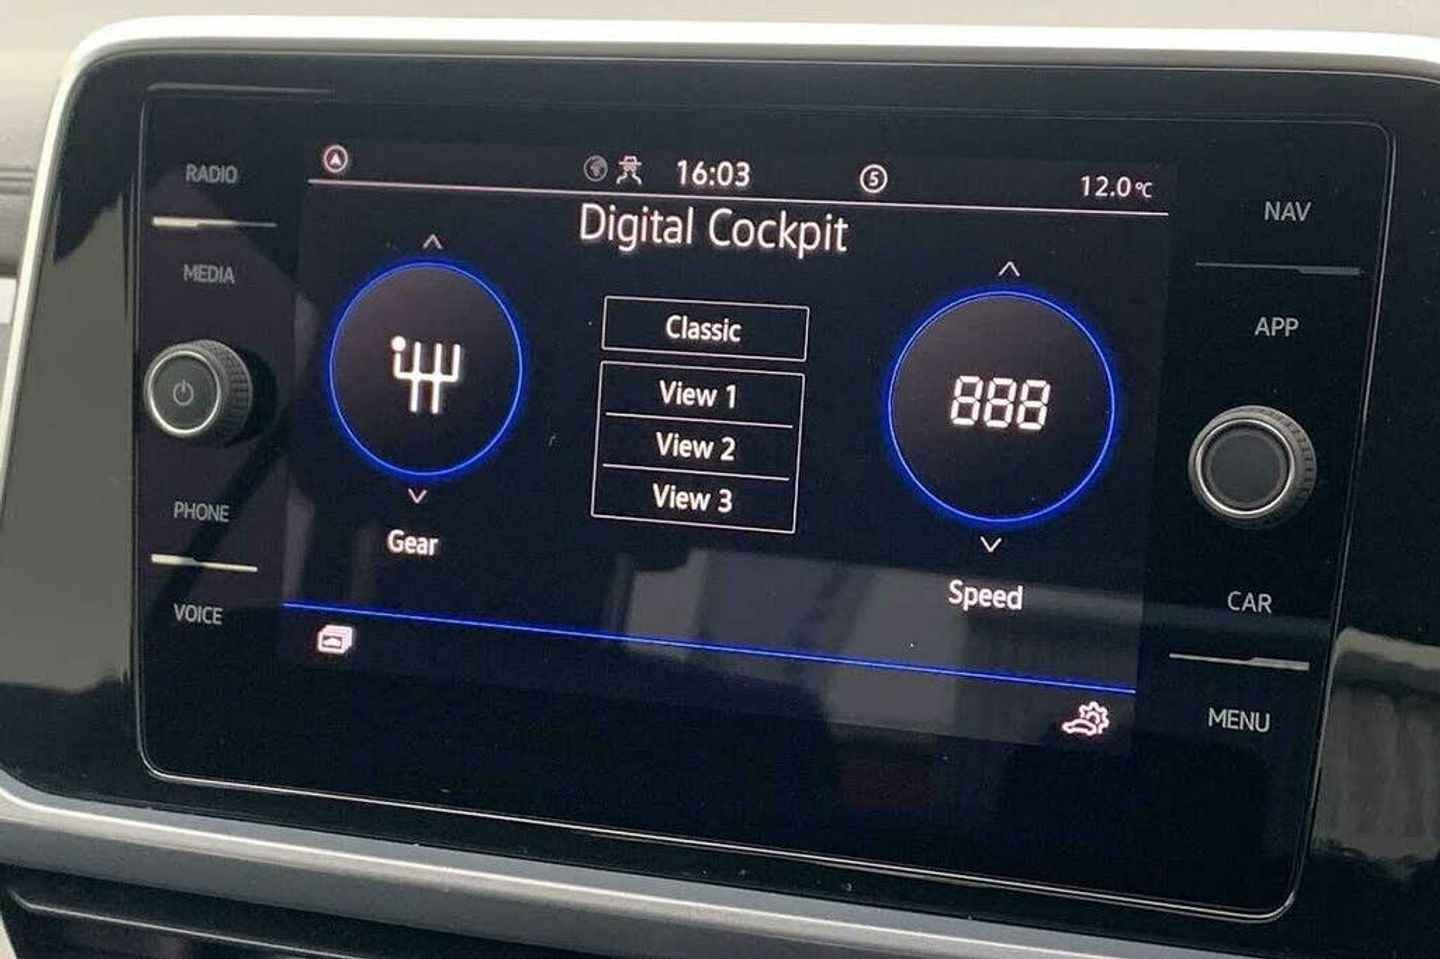 RADIO
MEDIA
PHONE
VOICE
16:03
5
12.0°C
Digital Cockpit
Classic
View 1
View 2
View 3
Gear
888
Speed
NAV
APP
CAR
MENU